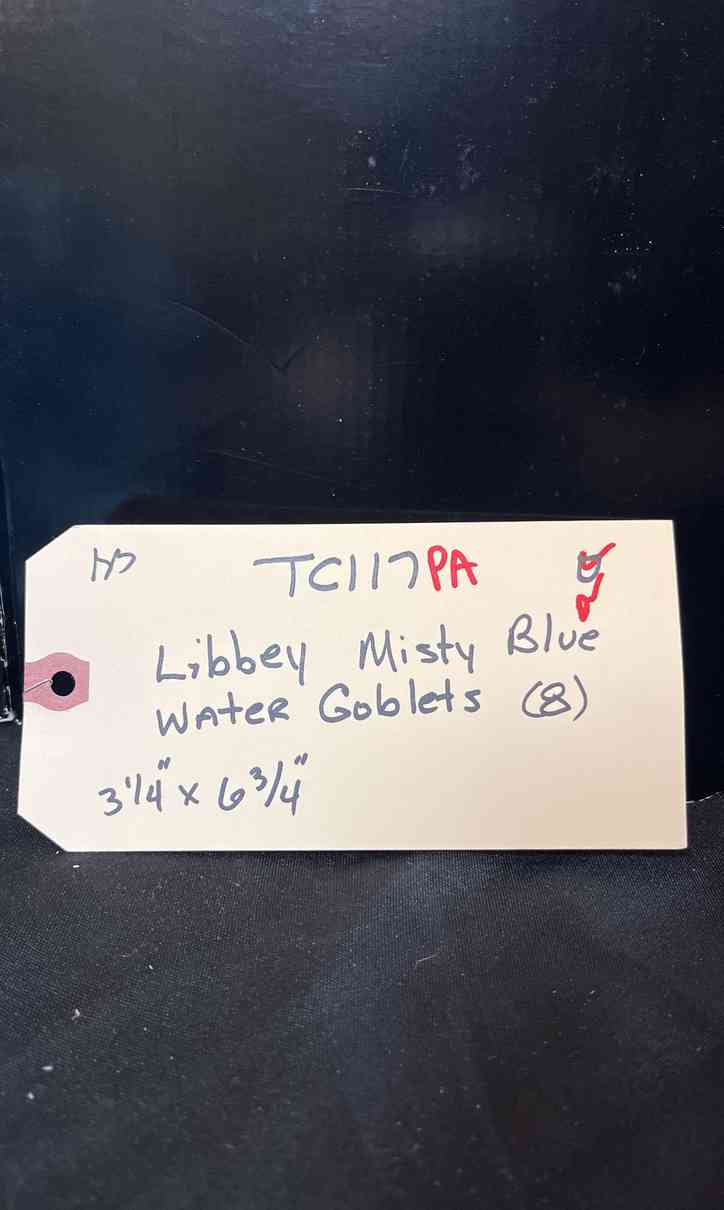 TC117PA
Libbey Misty Blue
Water Goblets (8)
3 1/4" x 6 3/4"